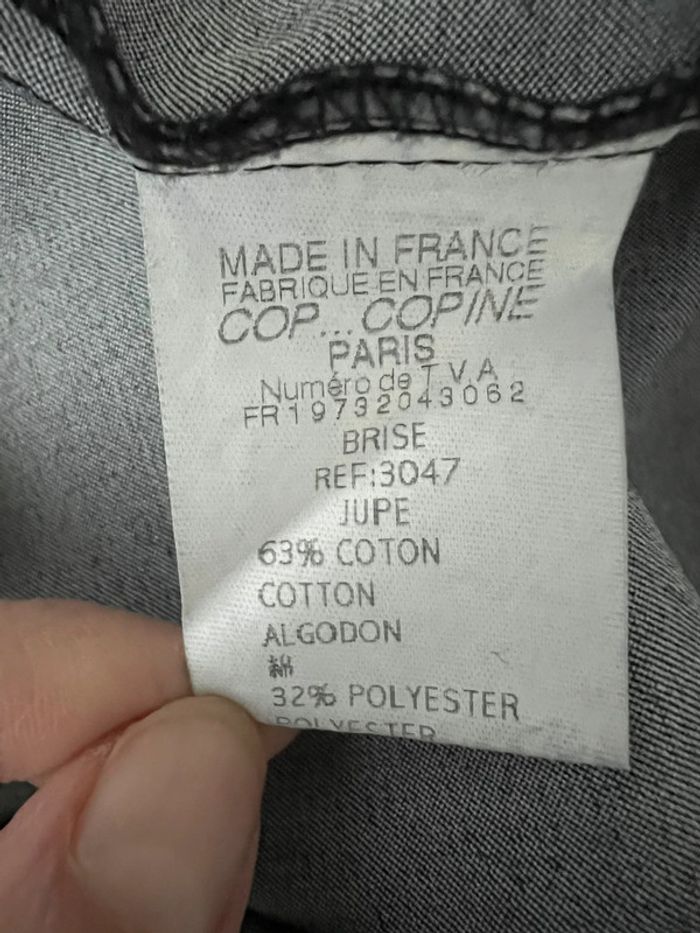 MADE IN FRANCE
FABRIQUE EN FRANCE
COP... COPINE
PARIS
Numéro de T V A
FR19732043062
BRISE
REF:3047
JUPE
63% COTON
COTTON
ALGODON
綿
32% POLYESTER
POLYESTER